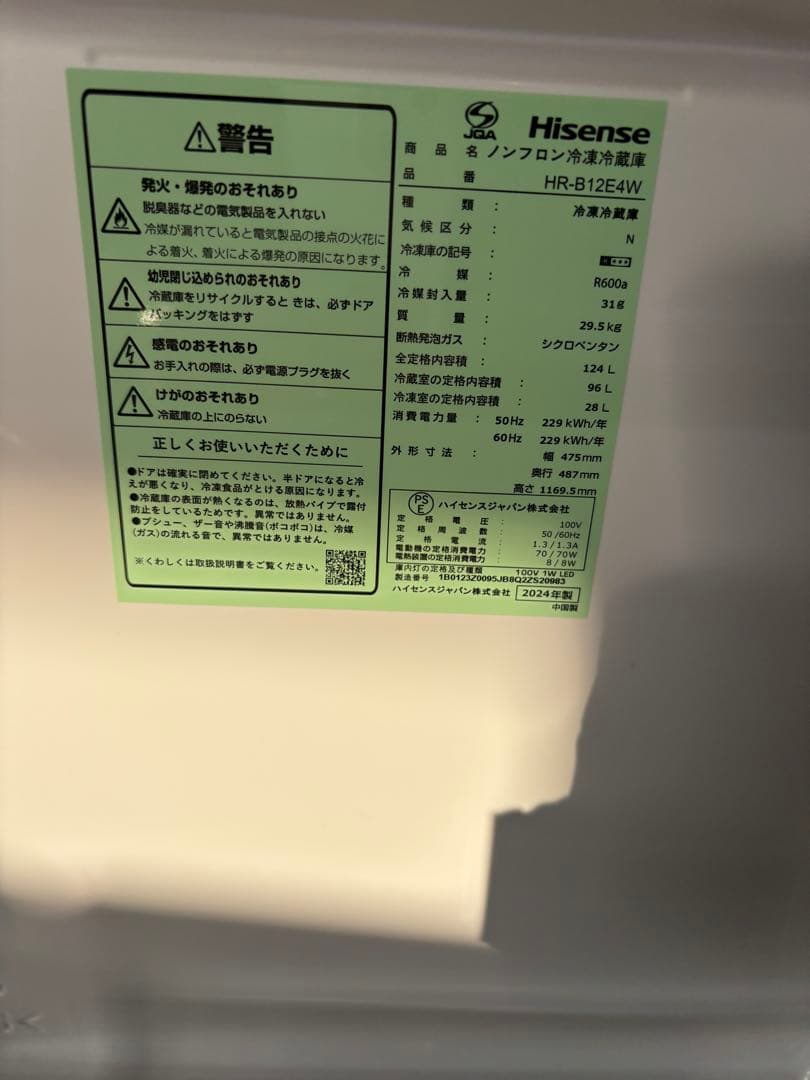 警告
発火・爆発のおそれあり
脱臭器などの電気製品を入れない
冷媒が漏れていると電気製品の接点の火花に
よる着火、着火による爆発の原因になります。
幼児閉じ込められのおそれあり
冷蔵庫をリサイクルするときは、必ずドア
パッキングをはずす
感電のおそれあり
お手入れの際は、必ず電源プラグを抜く
けがのおそれあり
冷蔵庫の上にのらない
正しくお使いいただくために
●ドアは確実に閉めてください。半ドアになると冷
えが悪くなり、冷凍食品がとける原因になります。
●冷蔵庫の表面が熱くなるのは、放熱パイプで露付
防止をしているためです。異常ではありません。
●プシュー、ザー音や沸騰音(ポコポコ)は、冷媒
(ガス)の流れる音で、異常ではありません。
※くわしくは取扱説明書をご覧ください。
JQA Hisense
商品名 ノンフロン冷凍冷蔵庫
品番 HR-B12E4W
種類 : 冷凍冷蔵庫
気候区分 : N
冷凍庫の記号 :
冷媒 : R600a
冷媒封入量 : 31g
質量 : 29.5kg
断熱発泡ガス : シクロペンタン
全定格内容積 : 124 L
冷蔵室の定格内容積 : 96 L
冷凍室の定格内容積 : 28 L
消費電力量 : 50Hz 229 kWh/年
60Hz 229 kWh/年
外形寸法 : 幅 475mm
奥行 487mm
高さ 1169.5mm
PS
E
ハイセンスジャパン株式会社
定格電圧 : 100V
定格周波数 : 50/60Hz
定格電流 : 1.3/1.3A
電動機の定格消費電力 : 70/70W
電熱装置の定格消費電力 : 8/8W
庫内灯の定格及び種類 100V 1W LED
製造番号 1B0123Z0095JB8Q2ZS20983
ハイセンスジャパン株式会社 2024年製
中国製